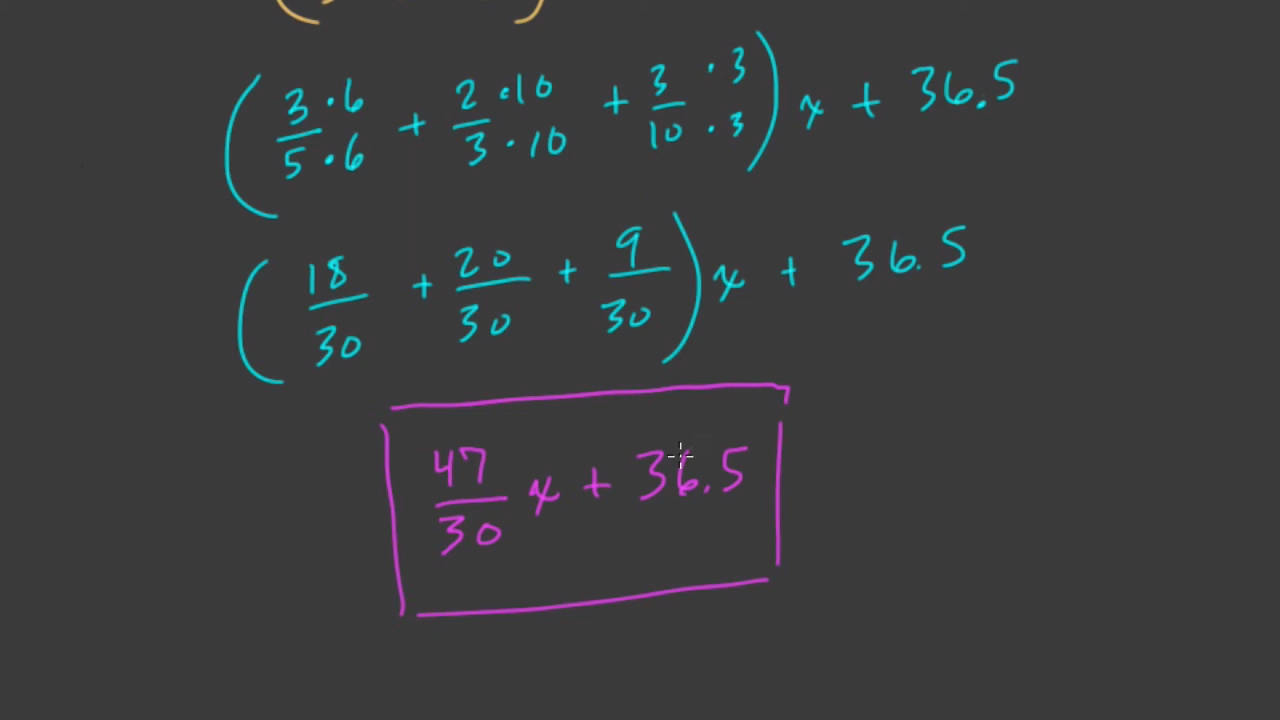 (3·6/5·6 + 2·10/3·10 + 3·3/10·3)x + 36.5
(18/30 + 20/30 + 9/30)x + 36.5
47/30 x + 36.5